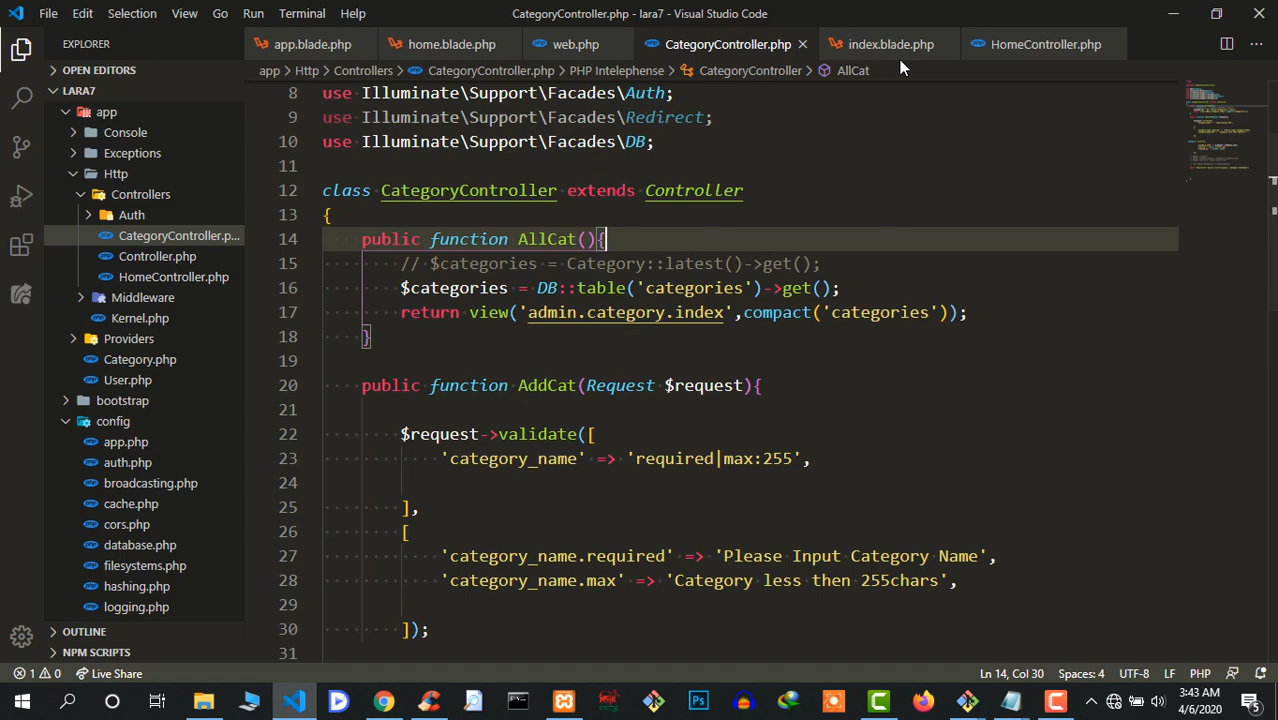 File Edit Selection View Go Run Terminal Help CategoryController.php - lara7 - Visual Studio Code
EXPLORER
app.blade.php home.blade.php web.php CategoryController.php index.blade.php HomeController.php
OPEN EDITORS
app > Http > Controllers > CategoryController.php > PHP Intelephense > CategoryController > AllCat
LARA7
app
Console
Exceptions
Http
Controllers
Auth
CategoryController.p...
Controller.php
HomeController.php
Middleware
Kernel.php
Providers
Category.php
User.php
bootstrap
config
app.php
auth.php
broadcasting.php
cache.php
cors.php
database.php
filesystems.php
hashing.php
logging.php
OUTLINE
NPM SCRIPTS
8 use Illuminate\Support\Facades\Auth;
9 use Illuminate\Support\Facades\Redirect;
10 use Illuminate\Support\Facades\DB;
11
12 class CategoryController extends Controller
13 {
14 public function AllCat(){
15 // $categories = Category::latest()->get();
16 $categories = DB::table('categories')->get();
17 return view('admin.category.index',compact('categories'));
18 }
19
20 public function AddCat(Request $request){
21
22 $request->validate([
23 'category_name' => 'required|max:255',
24
25 ],
26 [
27 'category_name.required' => 'Please Input Category Name',
28 'category_name.max' => 'Category less then 255chars',
29
30 ]);
31
1 0 Live Share Ln 14, Col 30 Spaces: 4 UTF-8 LF PHP
Ps 3:43 AM
4/6/2020
5